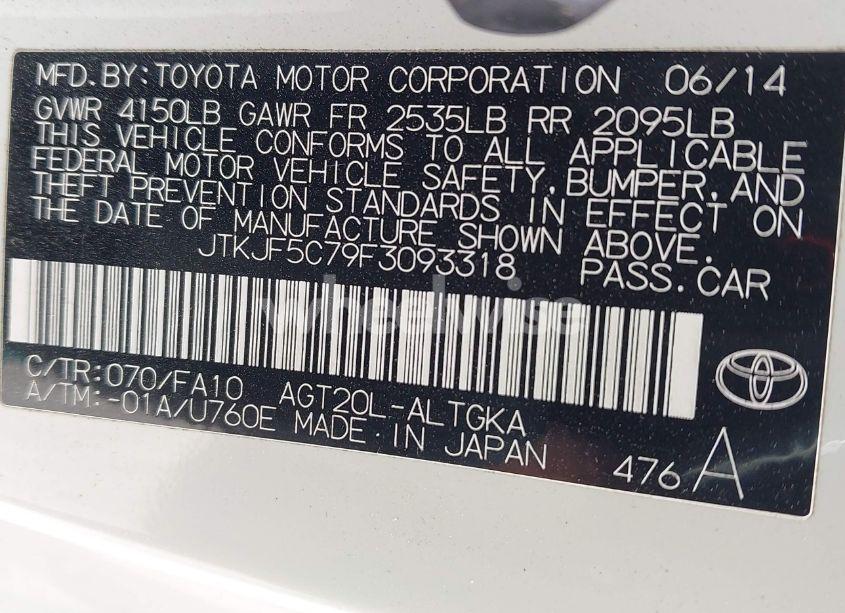 MFD. BY: TOYOTA MOTOR CORPORATION 06/14
GVWR 4150LB GAWR FR 2535LB RR 2095LB
THIS VEHICLE CONFORMS TO ALL APPLICABLE
FEDERAL MOTOR VEHICLE SAFETY, BUMPER, AND
THEFT PREVENTION STANDARDS IN EFFECT ON
THE DATE OF MANUFACTURE SHOWN ABOVE.
JTKJF5C79F3093318 PASS. CAR
wheelwise
C/TR: 070/FA10 AGT20L-ALTGKA
A/TM: -01A/U760E MADE IN JAPAN
476 A